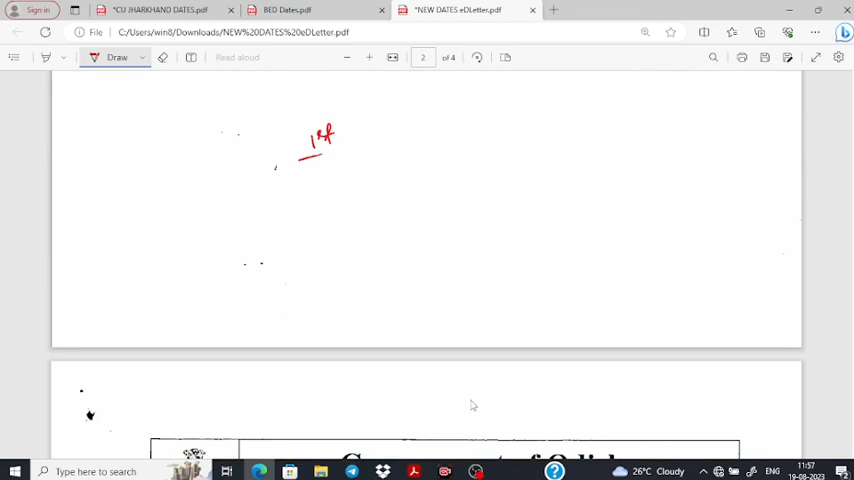 Sign in
*CU JHARKHAND DATES.pdf
BED Dates.pdf
*NEW DATES eDLetter.pdf
File
C:/Users/win8/Downloads/NEW%20DATES%20eDLetter.pdf
Draw
Read aloud
2 of 4
1st
Type here to search
26°C Cloudy
ENG
11:57
19-08-2023
2